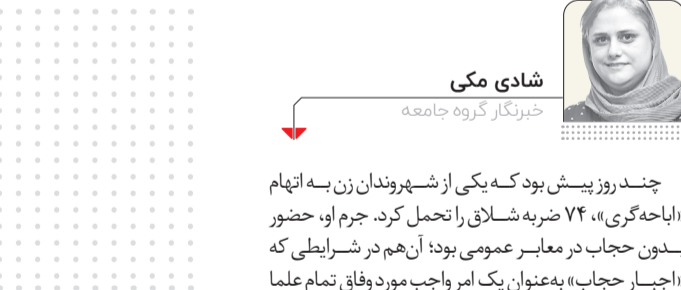 شادی مکی
خبرنگار گروه جامعه
چند روز پیش بود که یکی از شهروندان زن به اتهام
«اباحه‌گری»، ۷۴ ضربه شلاق را تحمل کرد. جرم او، حضور
بدون حجاب در معابر عمومی بود؛ آن‌هم در شرایطی که
«اجبار حجاب» به‌عنوان یک امر واجب مورد وفاق تمام علما